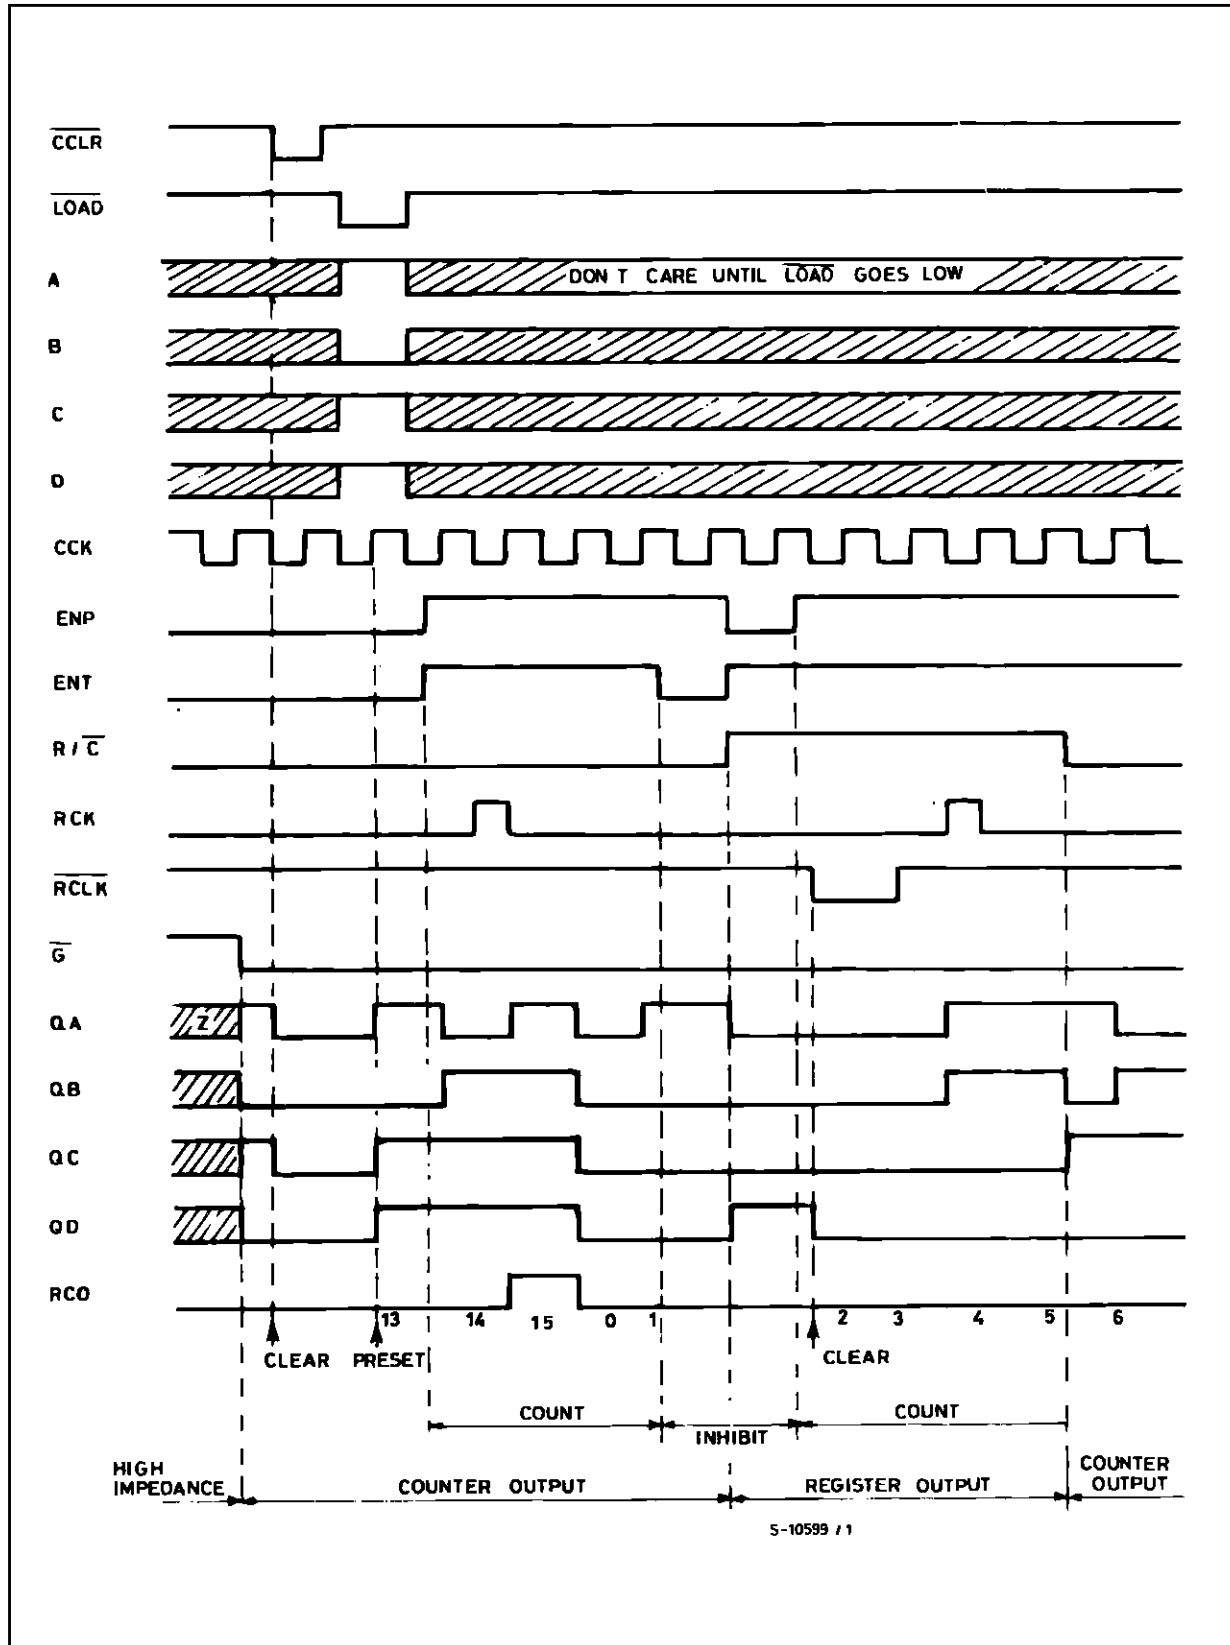 CCLR
LOAD
A
DON T CARE UNTIL LOAD GOES LOW
B
C
D
CCK
ENP
ENT
R/C
RCK
RCLK
G
QA
Z
QB
QC
QD
RCO
13 14 15 0 1 2 3 4 5 6
CLEAR PRESET CLEAR
COUNT INHIBIT COUNT
HIGH IMPEDANCE COUNTER OUTPUT REGISTER OUTPUT COUNTER OUTPUT
S-10599 / 1